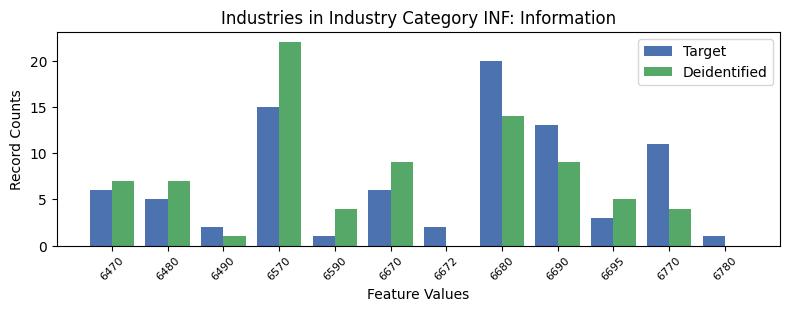 Industries in Industry Category INF: Information
Target
Deidentified
Record Counts
20
15
10
5
0
6470 6480 6490 6570 6590 6670 6672 6680 6690 6695 6770 6780
Feature Values